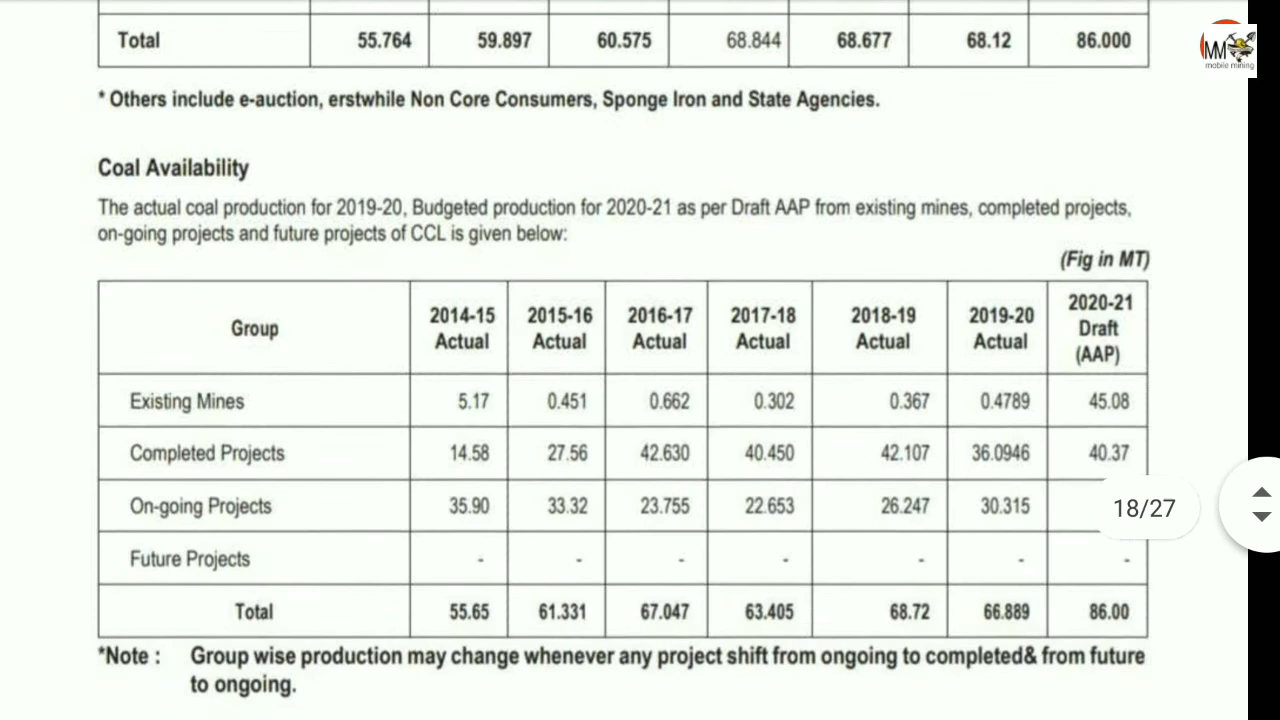 Total 55.764 59.897 60.575 68.844 68.677 68.12 86.000
MM
mobile mining
* Others include e-auction, erstwhile Non Core Consumers, Sponge Iron and State Agencies.
Coal Availability
The actual coal production for 2019-20, Budgeted production for 2020-21 as per Draft AAP from existing mines, completed projects,
on-going projects and future projects of CCL is given below:
(Fig in MT)
Group 2014-15 Actual 2015-16 Actual 2016-17 Actual 2017-18 Actual 2018-19 Actual 2019-20 Actual 2020-21 Draft (AAP)
Existing Mines 5.17 0.451 0.662 0.302 0.367 0.4789 45.08
Completed Projects 14.58 27.56 42.630 40.450 42.107 36.0946 40.37
On-going Projects 35.90 33.32 23.755 22.653 26.247 30.315
18/27
Future Projects - - - - - - -
Total 55.65 61.331 67.047 63.405 68.72 66.889 86.00
*Note : Group wise production may change whenever any project shift from ongoing to completed& from future
to ongoing.